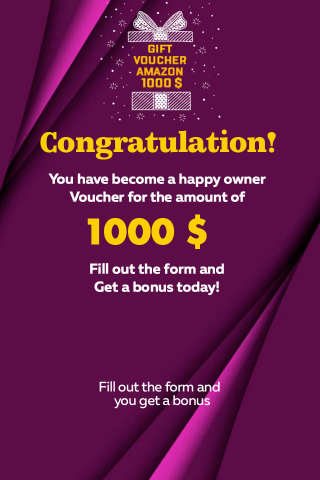 GIFT
VOUCHER
AMAZON
1000 $
Congratulation!
You have become a happy owner
Voucher for the amount of
1000 $
Fill out the form and
Get a bonus today!
Fill out the form and
you get a bonus